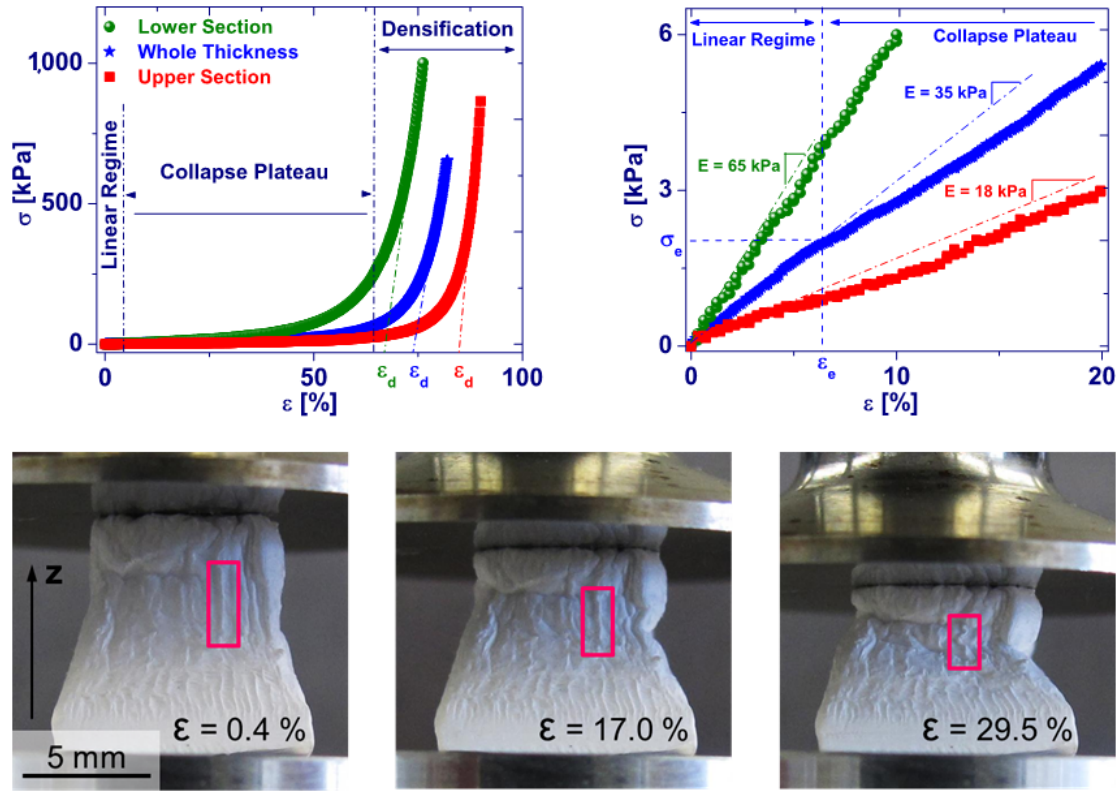 Lower Section
Whole Thickness
Upper Section
Densification
Linear Regime
Collapse Plateau
1,000
500
0
σ [kPa]
0
50
100
ε_d
ε_d
ε_d
ε [%]
Linear Regime
Collapse Plateau
E = 35 kPa
E = 65 kPa
E = 18 kPa
6
3
0
σ [kPa]
σ_e
0
10
20
ε_e
ε [%]
z
5 mm
ε = 0.4 %
ε = 17.0 %
ε = 29.5 %